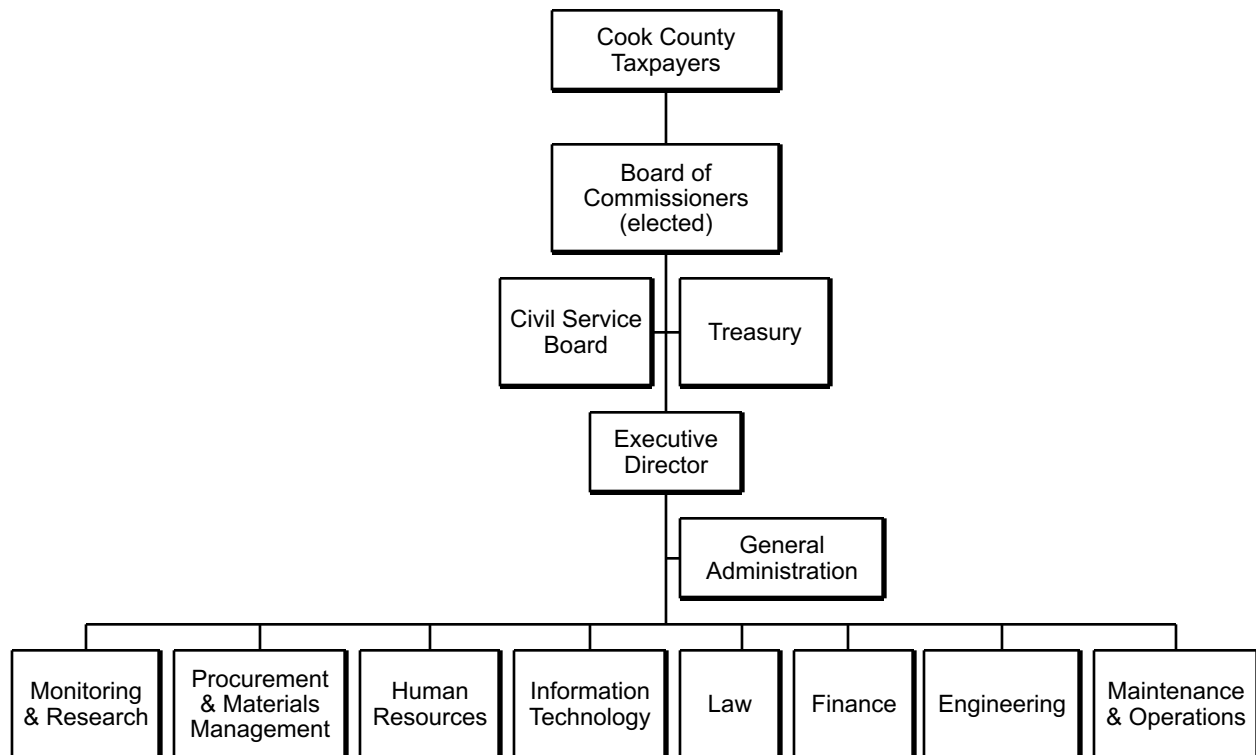 Cook County
Taxpayers
Board of
Commissioners
(elected)
Civil Service
Board
Treasury
Executive
Director
General
Administration
Monitoring
& Research
Procurement
& Materials
Management
Human
Resources
Information
Technology
Law
Finance
Engineering
Maintenance
& Operations